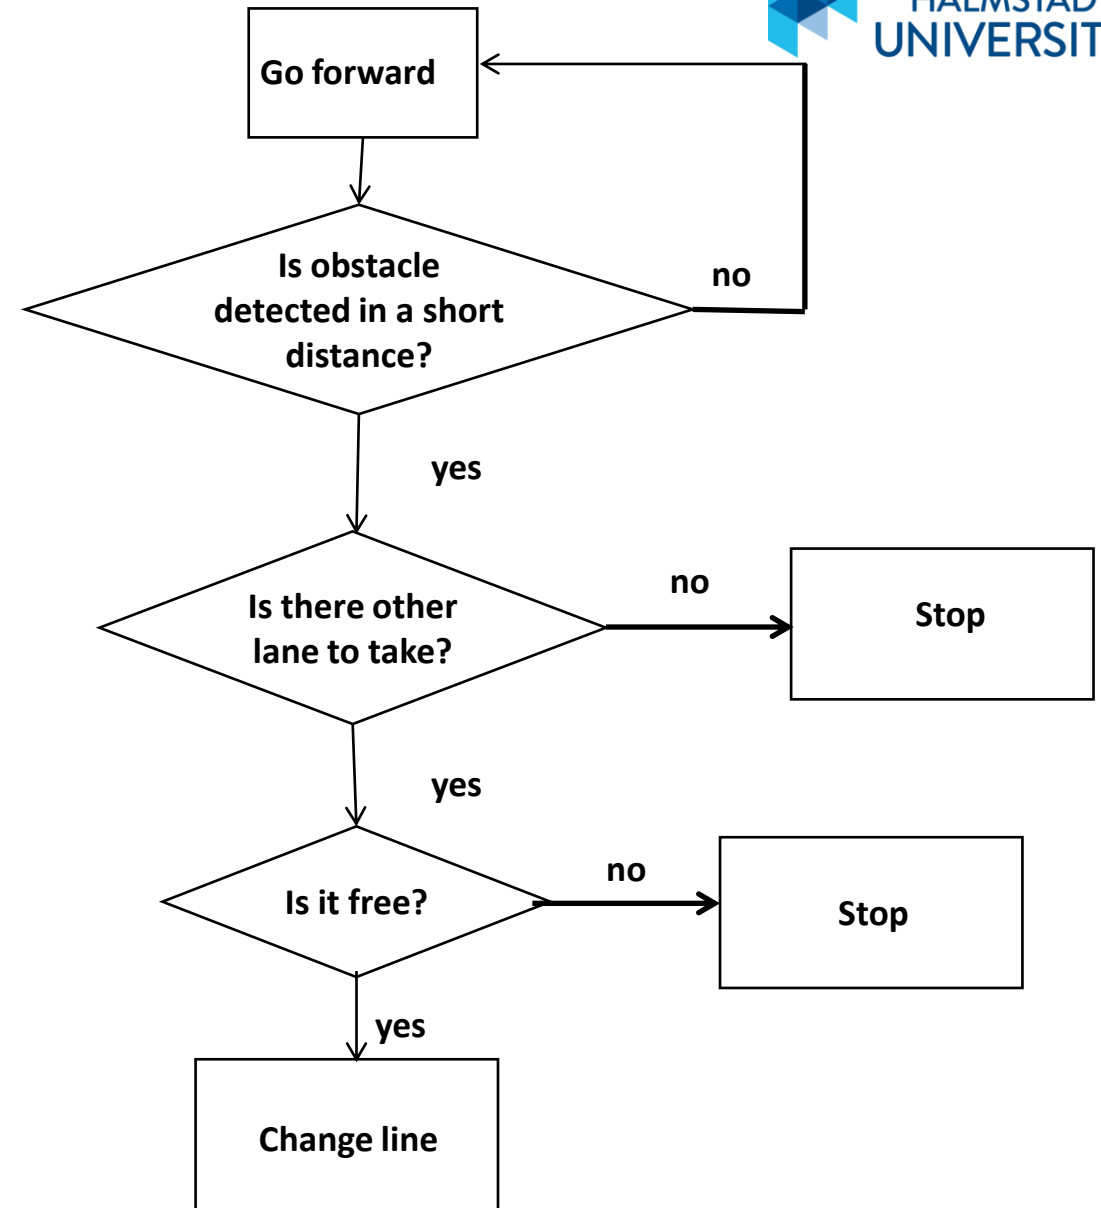 HALMSTAD
UNIVERSIT
Go forward
Is obstacle
detected in a short
distance?
no
yes
Is there other
lane to take?
no
Stop
yes
Is it free?
no
Stop
yes
Change line